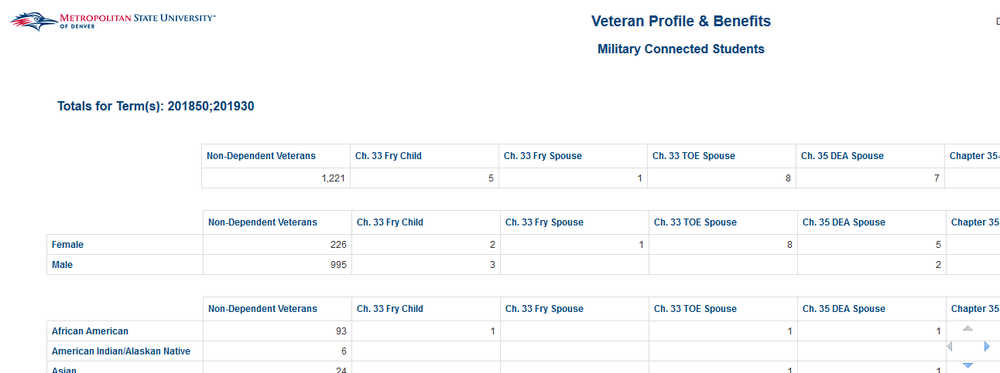 METROPOLITAN STATE UNIVERSITY™
OF DENVER
Veteran Profile & Benefits
Military Connected Students
Totals for Term(s): 201850;201930
Non-Dependent Veterans Ch. 33 Fry Child Ch. 33 Fry Spouse Ch. 33 TOE Spouse Ch. 35 DEA Spouse Chapter 35-
1,221 5 1 8 7
Non-Dependent Veterans Ch. 33 Fry Child Ch. 33 Fry Spouse Ch. 33 TOE Spouse Ch. 35 DEA Spouse Chapter 35
Female 226 2 1 8 5
Male 995 3 2
Non-Dependent Veterans Ch. 33 Fry Child Ch. 33 Fry Spouse Ch. 33 TOE Spouse Ch. 35 DEA Spouse Chapter 35
African American 93 1 1 1
American Indian/Alaskan Native 6
Asian 24 1 1